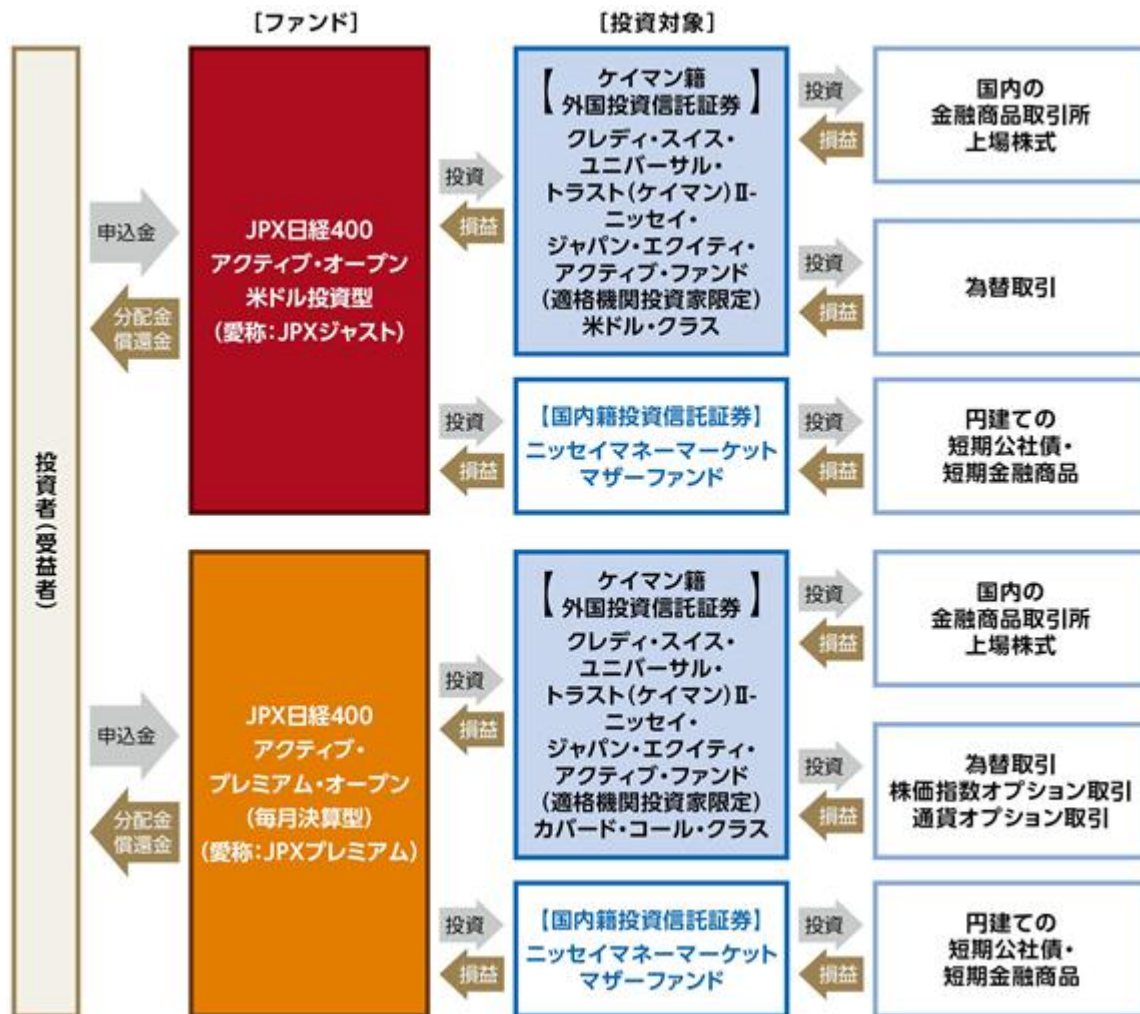 [ファンド]
[投資対象]
投資者(受益者)
申込金
分配金
償還金
JPX日経400
アクティブ・オープン
米ドル投資型
(愛称:JPXジャスト)
投資
損益
【 ケイマン籍 】
外国投資信託証券
クレディ・スイス・
ユニバーサル・
トラスト(ケイマン)Ⅱ-
ニッセイ・
ジャパン・エクイティ・
アクティブ・ファンド
(適格機関投資家限定)
米ドル・クラス
投資
損益
国内の
金融商品取引所
上場株式
投資
損益
為替取引
投資
損益
【国内籍投資信託証券】
ニッセイマネーマーケット
マザーファンド
投資
損益
円建ての
短期公社債・
短期金融商品
申込金
分配金
償還金
JPX日経400
アクティブ・
プレミアム・オープン
(毎月決算型)
(愛称:JPXプレミアム)
投資
損益
【 ケイマン籍 】
外国投資信託証券
クレディ・スイス・
ユニバーサル・
トラスト(ケイマン)Ⅱ-
ニッセイ・
ジャパン・エクイティ・
アクティブ・ファンド
(適格機関投資家限定)
カバード・コール・クラス
投資
損益
国内の
金融商品取引所
上場株式
投資
損益
為替取引
株価指数オプション取引
通貨オプション取引
投資
損益
【国内籍投資信託証券】
ニッセイマネーマーケット
マザーファンド
投資
損益
円建ての
短期公社債・
短期金融商品